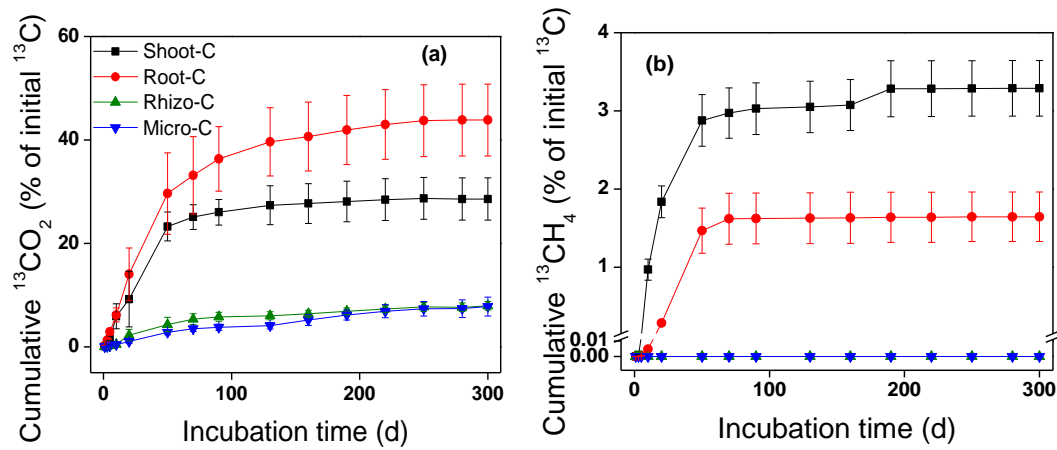 Cumulative ¹³CO₂ (% of initial ¹³C)
60
40
20
0
(a)
Shoot-C
Root-C
Rhizo-C
Micro-C
0 100 200 300
Incubation time (d)
Cumulative ¹³CH₄ (% of initial ¹³C)
4
3
2
1
0.01
0.00
(b)
0 100 200 300
Incubation time (d)